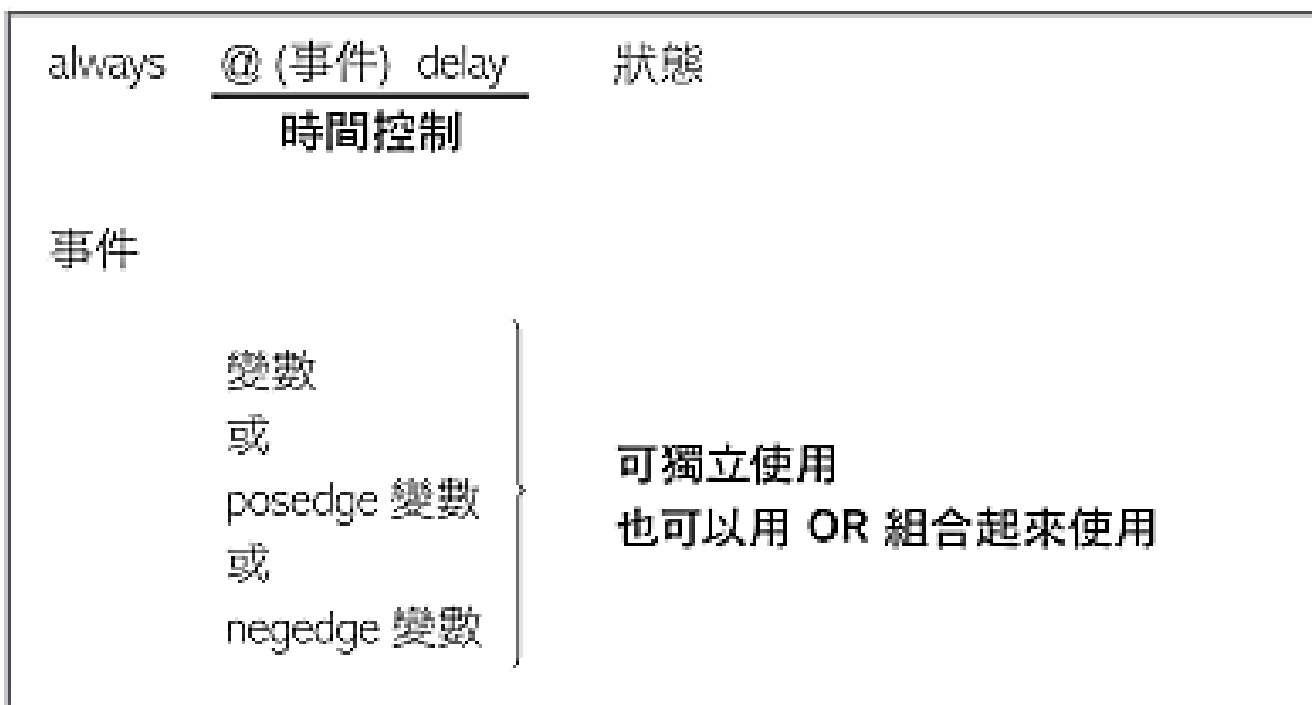 always @ (事件) delay 狀態
時間控制
事件
變數
或
posedge 變數
或
negedge 變數
可獨立使用
也可以用 OR 組合起來使用